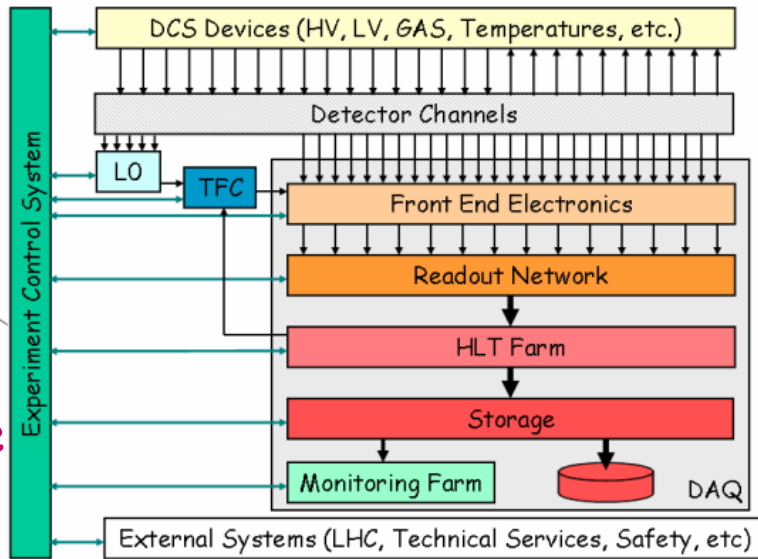 DCS Devices (HV, LV, GAS, Temperatures, etc.)
Detector Channels
L0
TFC
Front End Electronics
Readout Network
HLT Farm
Storage
Monitoring Farm
DAQ
External Systems (LHC, Technical Services, Safety, etc)
Experiment Control System